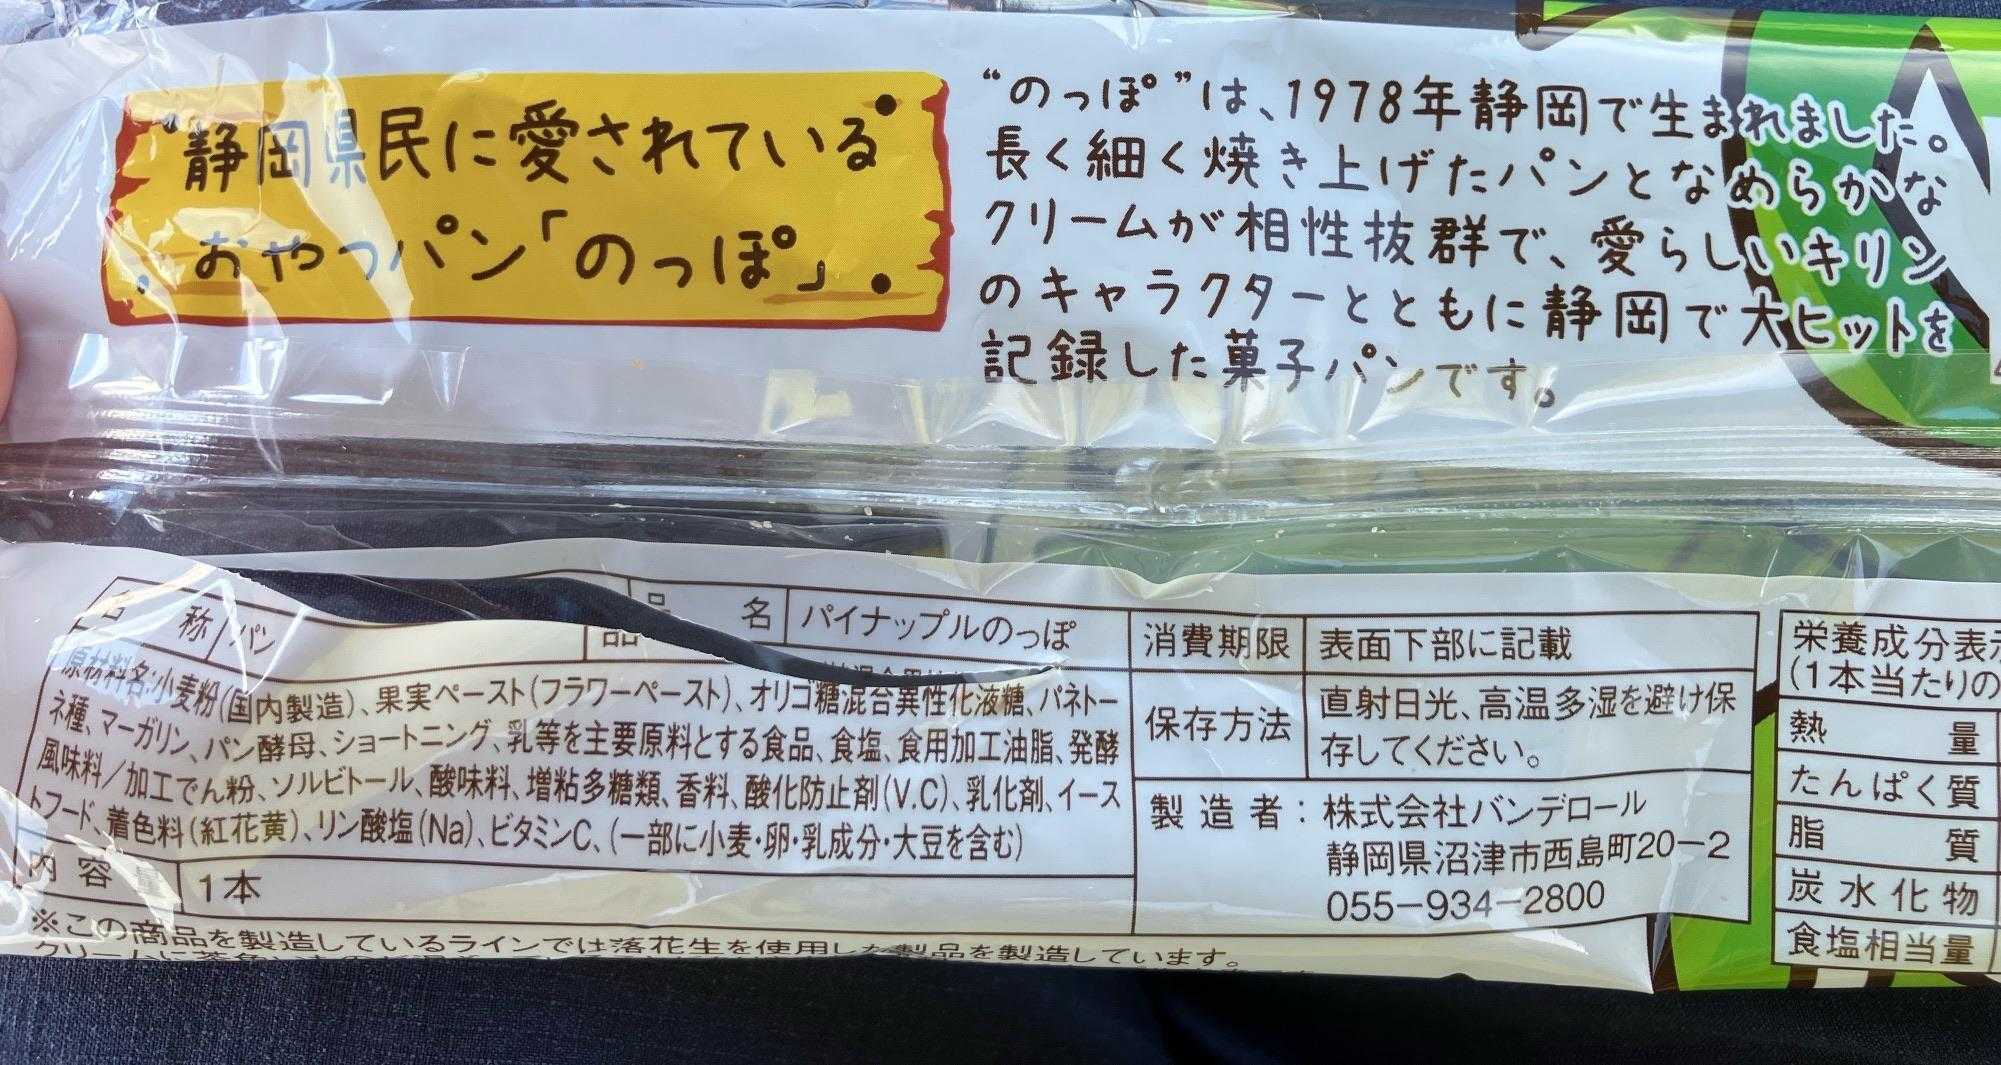 “静岡県民に愛されている
おやつパン「のっぽ」
“のっぽ”は、1978年静岡で生まれました。
長く細く焼き上げたパンとなめらかな
クリームが相性抜群で、愛らしいキリン
のキャラクターとともに静岡で大ヒットを
記録した菓子パンです。
名称 パン 品名 パイナップルのっぽ
原材料名:小麦粉(国内製造)、果実ペースト(フラワーペースト)、オリゴ糖混合異性化液糖、パネトー
ネ種、マーガリン、パン酵母、ショートニング、乳等を主要原料とする食品、食塩、食用加工油脂、発酵
風味料/加工でん粉、ソルビトール、酸味料、増粘多糖類、香料、酸化防止剤(V.C)、乳化剤、イース
トフード、着色料(紅花黄)、リン酸塩(Na)、ビタミンC、(一部に小麦・卵・乳成分・大豆を含む)
内容量 1本
※この商品を製造しているラインでは落花生を使用した製品を製造しています。
消費期限 表面下部に記載
保存方法 直射日光、高温多湿を避け保
存してください。
製造者:株式会社バンデロール
静岡県沼津市西島町20-2
055-934-2800
栄養成分表示
(1本当たりの
熱量
たんぱく質
脂質
炭水化物
食塩相当量